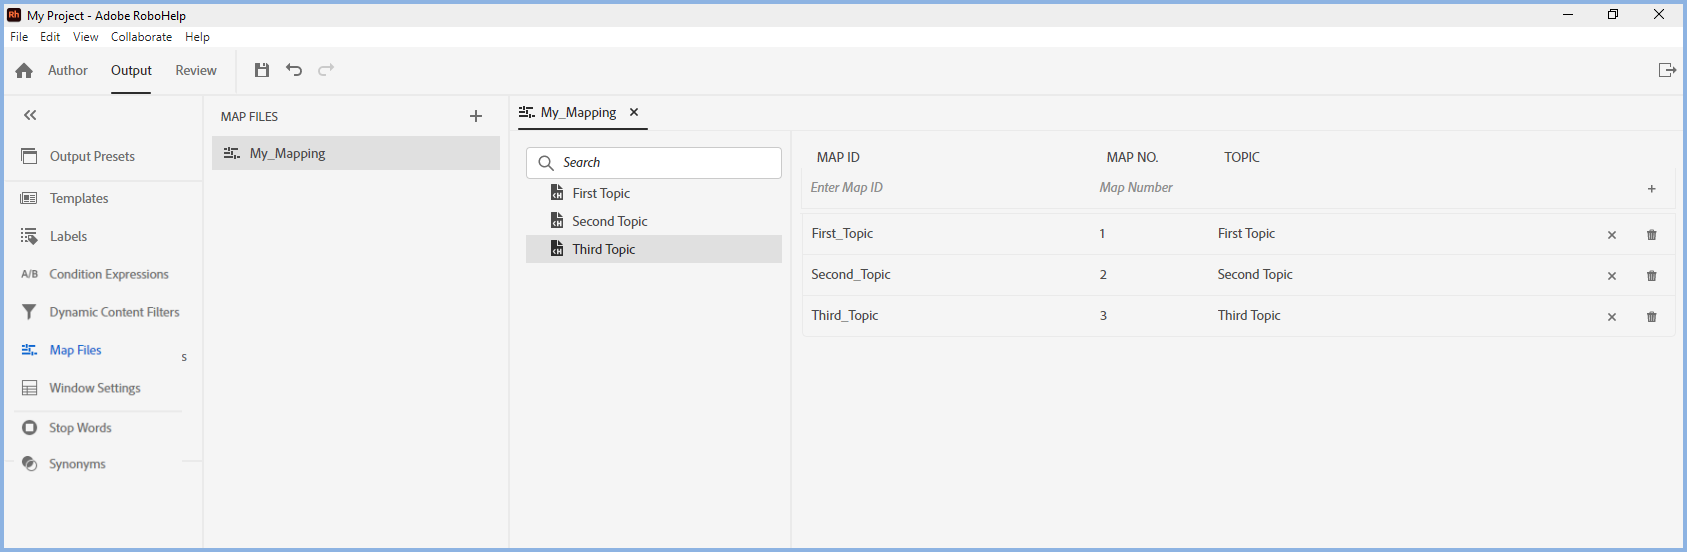 Rh My Project - Adobe RoboHelp
File Edit View Collaborate Help
Author Output Review
Output Presets
Templates
Labels
A/B Condition Expressions
Dynamic Content Filters
Map Files
s
Window Settings
Stop Words
Synonyms
MAP FILES
My_Mapping
My_Mapping
Search
First Topic
Second Topic
Third Topic
MAP ID MAP NO. TOPIC
Enter Map ID Map Number
First_Topic 1 First Topic
Second_Topic 2 Second Topic
Third_Topic 3 Third Topic